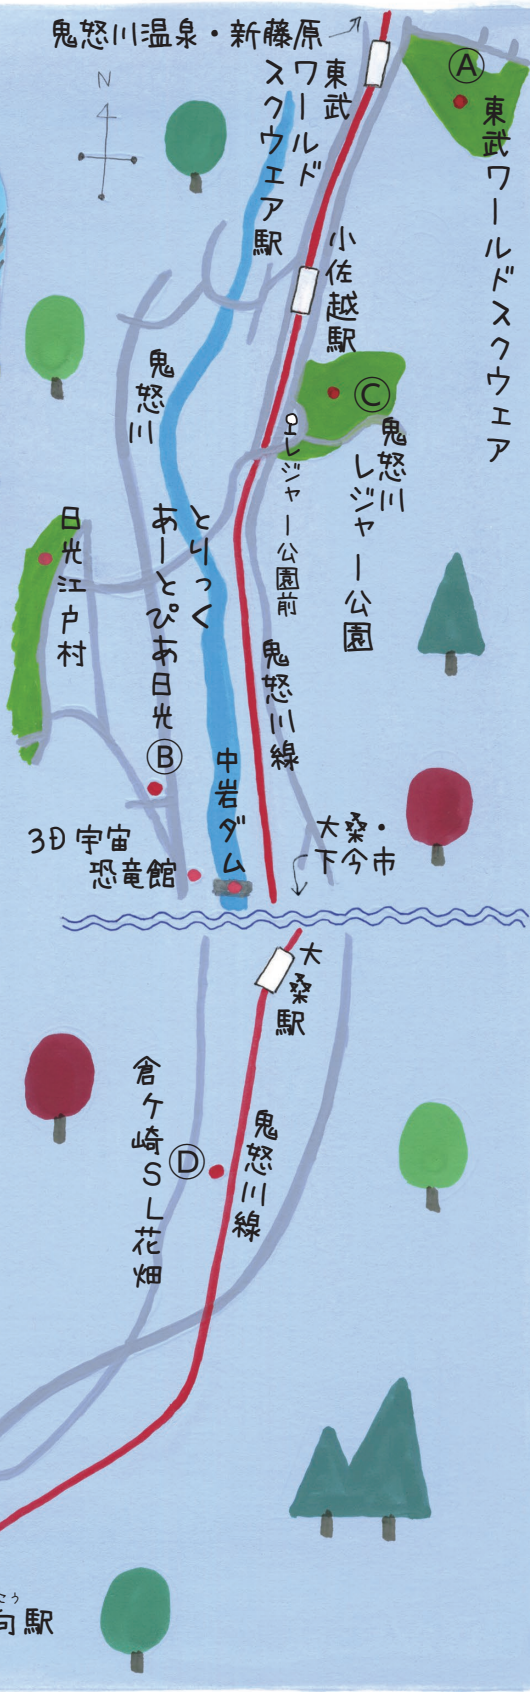 鬼怒川温泉・新藤原
N
東武
ワールド
スクウェア駅
Ⓐ
東武ワールドスクウェア
小佐越駅
Ⓒ
鬼怒川
レジャー公園
レジャー公園前
鬼怒川
とりっく
あーとぴあ日光
Ⓑ
日光江戸村
鬼怒川線
中岩ダム
3D宇宙
恐竜館
大桑・
下今市
大桑駅
倉ケ崎SL花畑
Ⓓ
鬼怒川線
こう
向駅